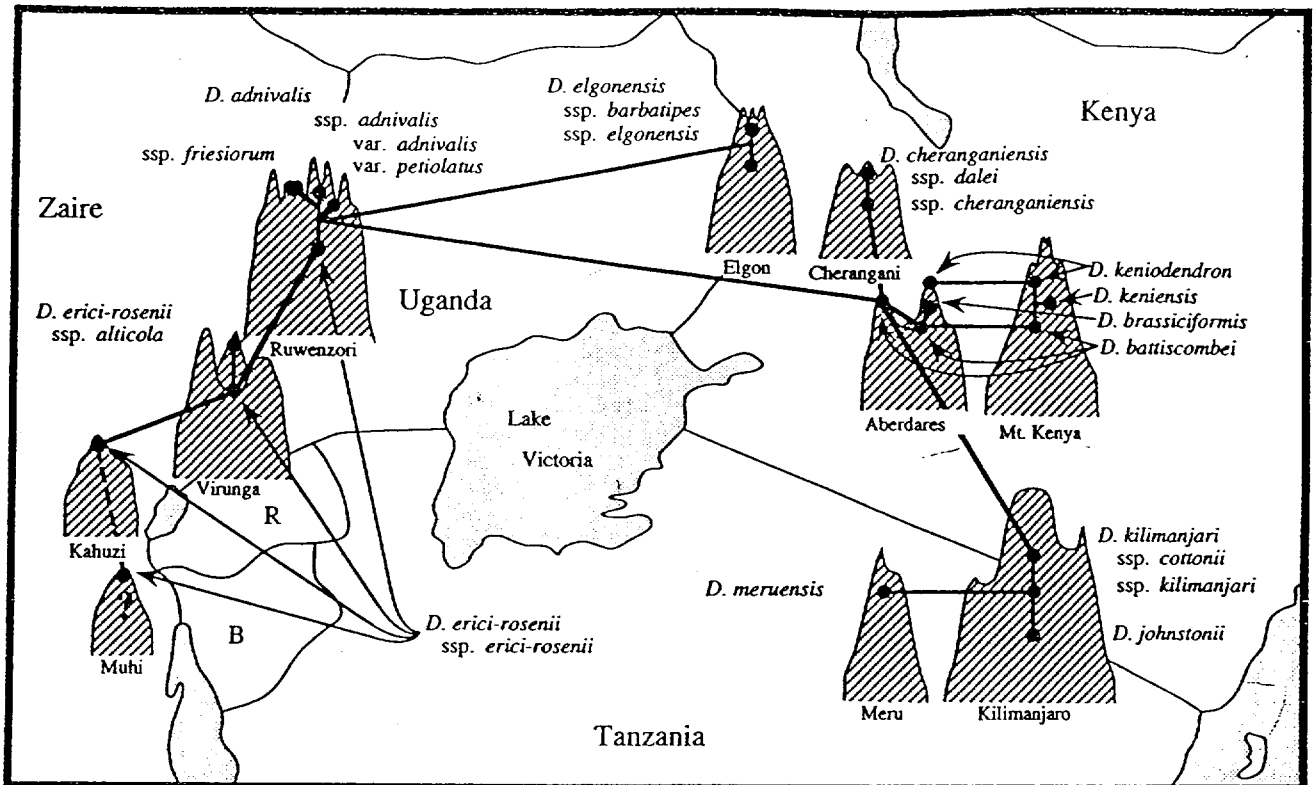 D. adnivalis
ssp. adnivalis
var. adnivalis
var. petiolatus
ssp. friesiorum
D. elgonensis
ssp. barbatipes
ssp. elgonensis
Kenya
D. cheranganiensis
ssp. dalei
ssp. cheranganiensis
Zaire
Elgon
Cherangani
D. keniodendron
D. keniensis
D. brassiciformis
D. battiscombei
Uganda
D. erici-rosenii
ssp. alticola
Ruwenzori
Aberdares
Mt. Kenya
Lake
Victoria
Virunga
R
Kahuzi
D. kilimanjari
ssp. cottonii
ssp. kilimanjari
D. meruensis
?
B
D. erici-rosenii
ssp. erici-rosenii
D. johnstonii
Muhi
Meru
Kilimanjaro
Tanzania